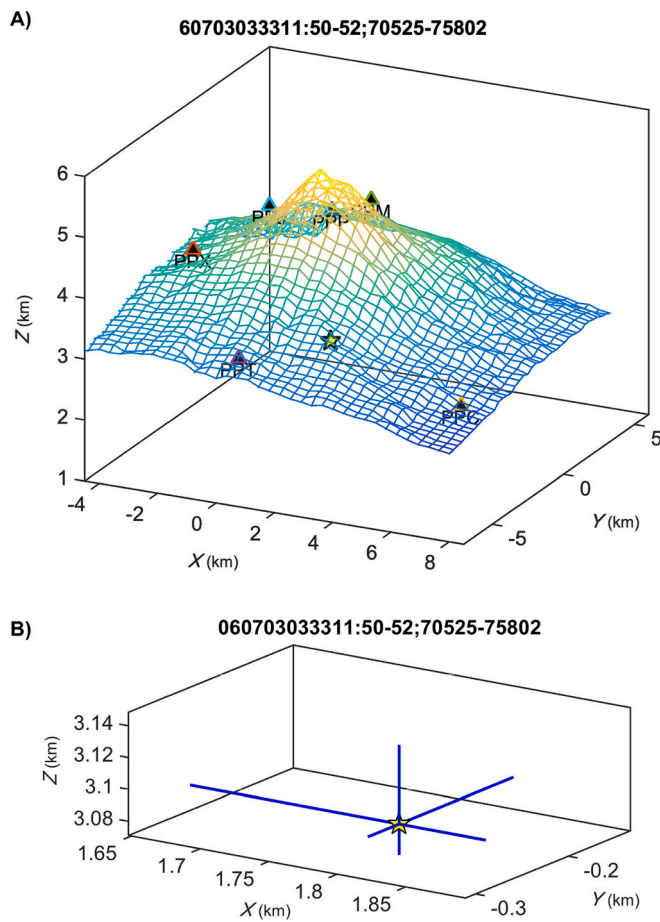 A)
60703033311:50-52;70525-75802
6
5
4
3
2
1
Z (km)
PPX
PPP
PPT
PPC
-4
-2
0
2
4
6
8
X (km)
-5
0
5
Y (km)
B)
060703033311:50-52;70525-75802
3.14
3.12
3.1
3.08
Z (km)
1.65
1.7
1.75
1.8
1.85
X (km)
-0.3
-0.2
Y (km)